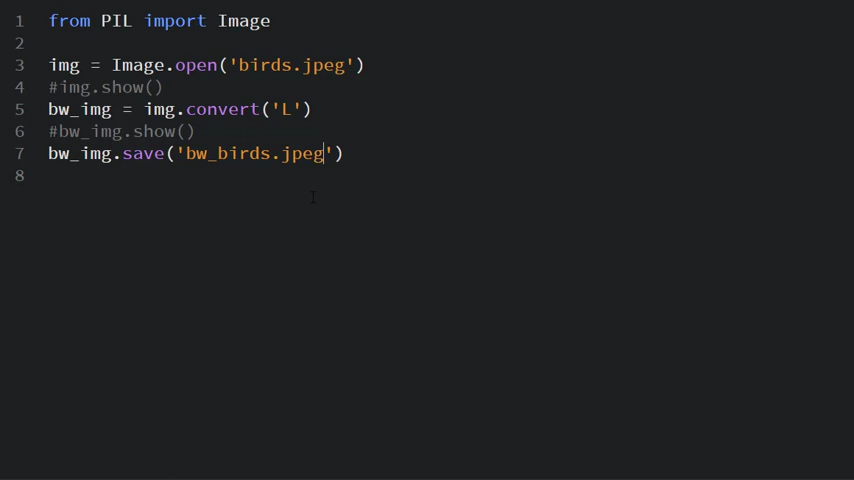 1 from PIL import Image
2
3 img = Image.open('birds.jpeg')
4 #img.show()
5 bw_img = img.convert('L')
6 #bw_img.show()
7 bw_img.save('bw_birds.jpeg')
8